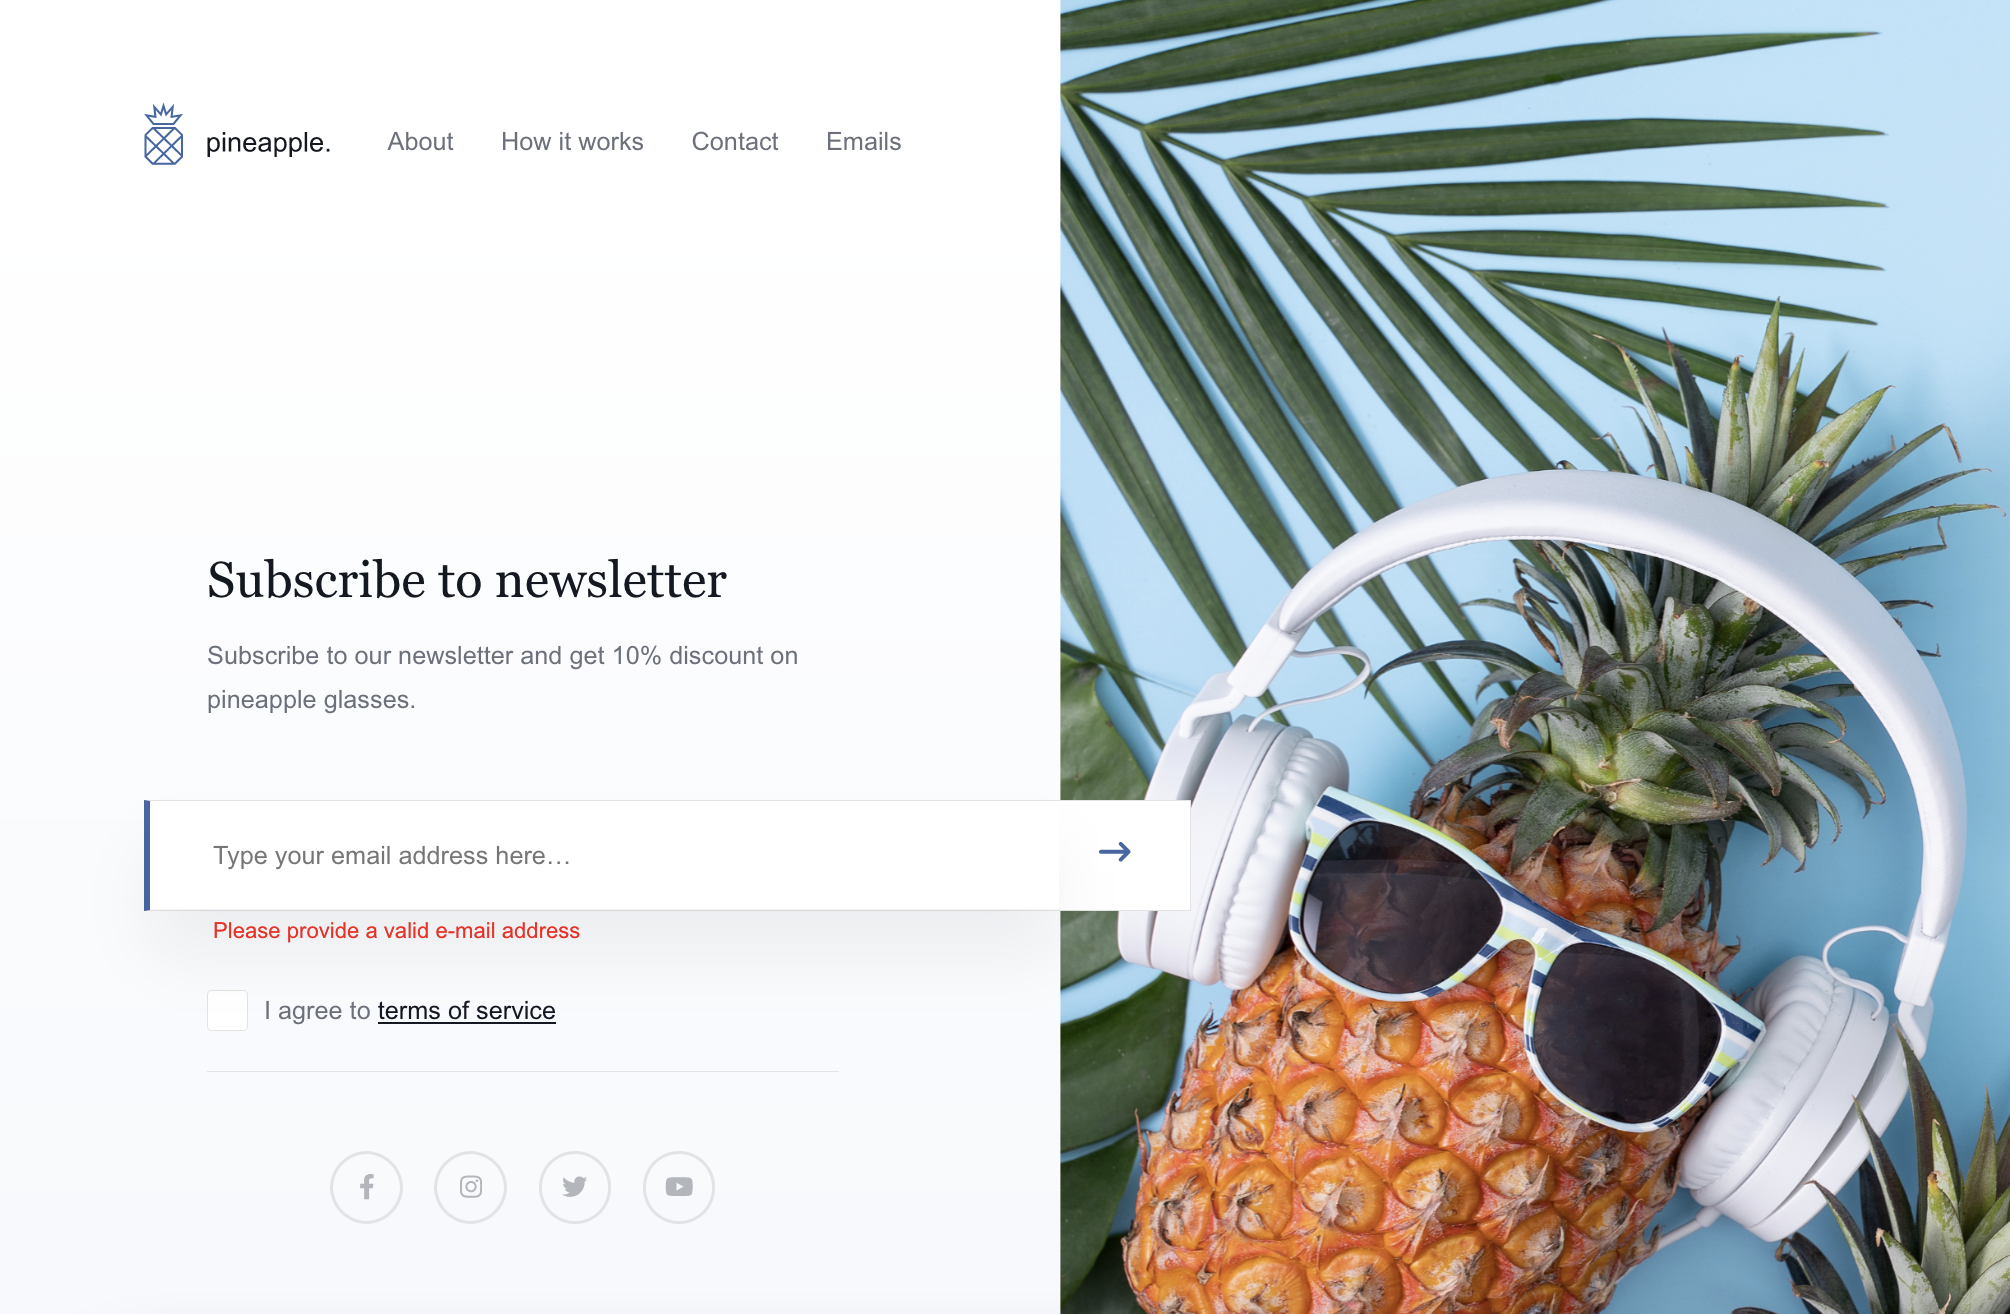 pineapple.
About
How it works
Contact
Emails
Subscribe to newsletter
Subscribe to our newsletter and get 10% discount on
pineapple glasses.
Type your email address here…
Please provide a valid e-mail address
I agree to terms of service